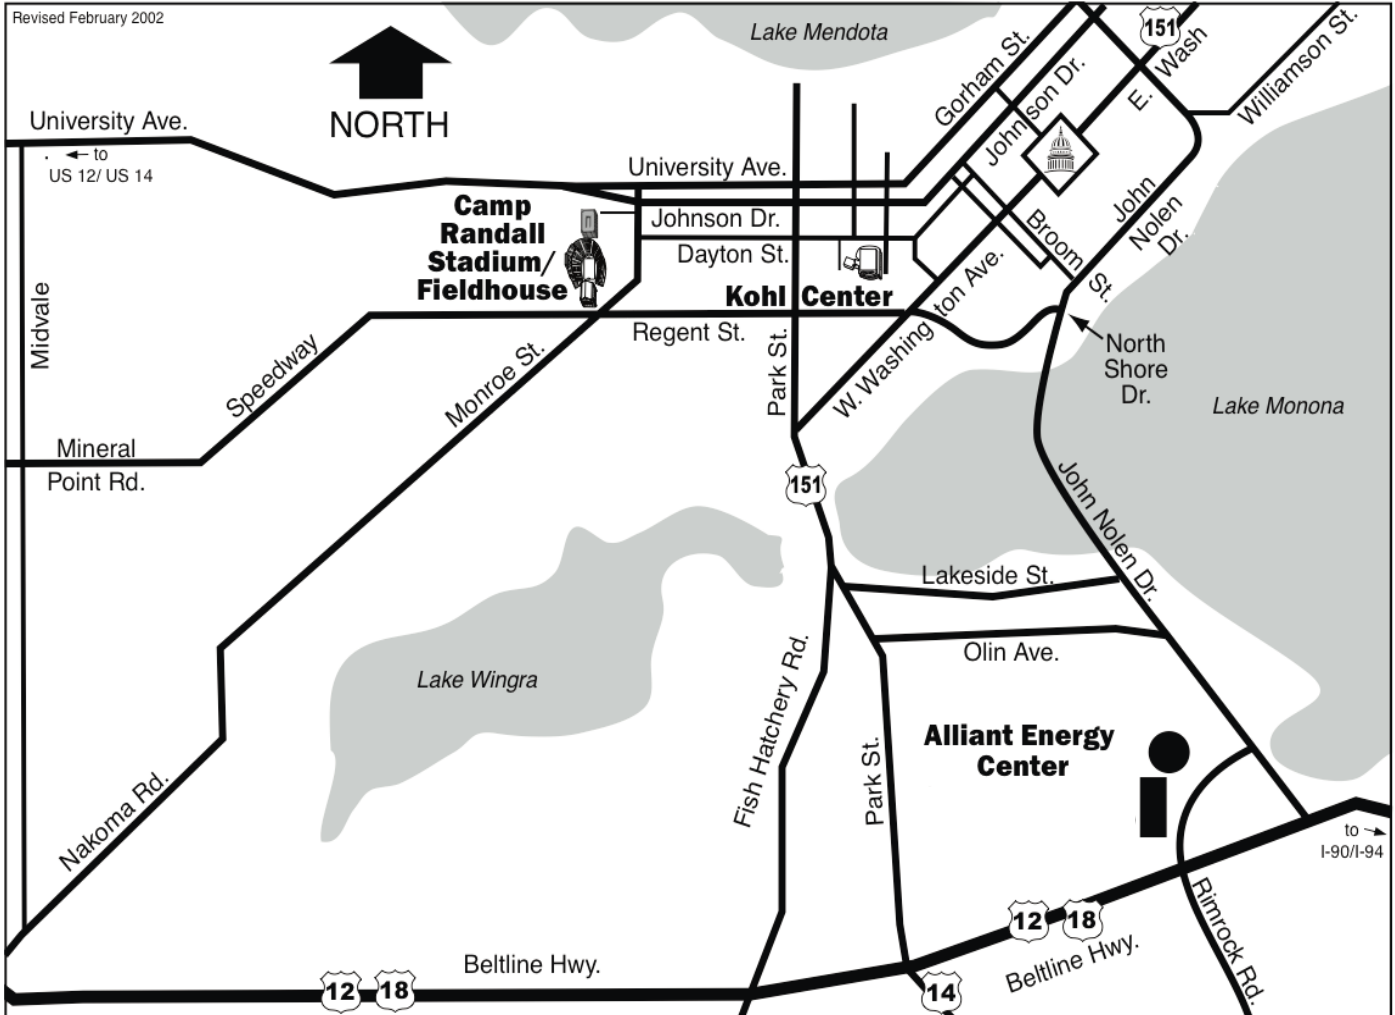 Revised February 2002
Lake Mendota
151
E. Wash
Williamson St.
Gorham St.
Johnson Dr.
NORTH
University Ave.
← to
US 12/ US 14
University Ave.
Camp
Randall
Stadium/
Fieldhouse
Johnson Dr.
Dayton St.
Kohl Center
Broom St.
John
Nolen
Dr.
W. Washington Ave.
Regent St.
Park St.
Midvale
Speedway
Monroe St.
North
Shore
Dr.
Lake Monona
Mineral
Point Rd.
151
John Nolen Dr.
Lakeside St.
Olin Ave.
Lake Wingra
Fish Hatchery Rd.
Park St.
Alliant Energy
Center
Nakoma Rd.
to →
I-90/I-94
12 18
Beltline Hwy.
Rimrock Rd.
Beltline Hwy.
12 18
14